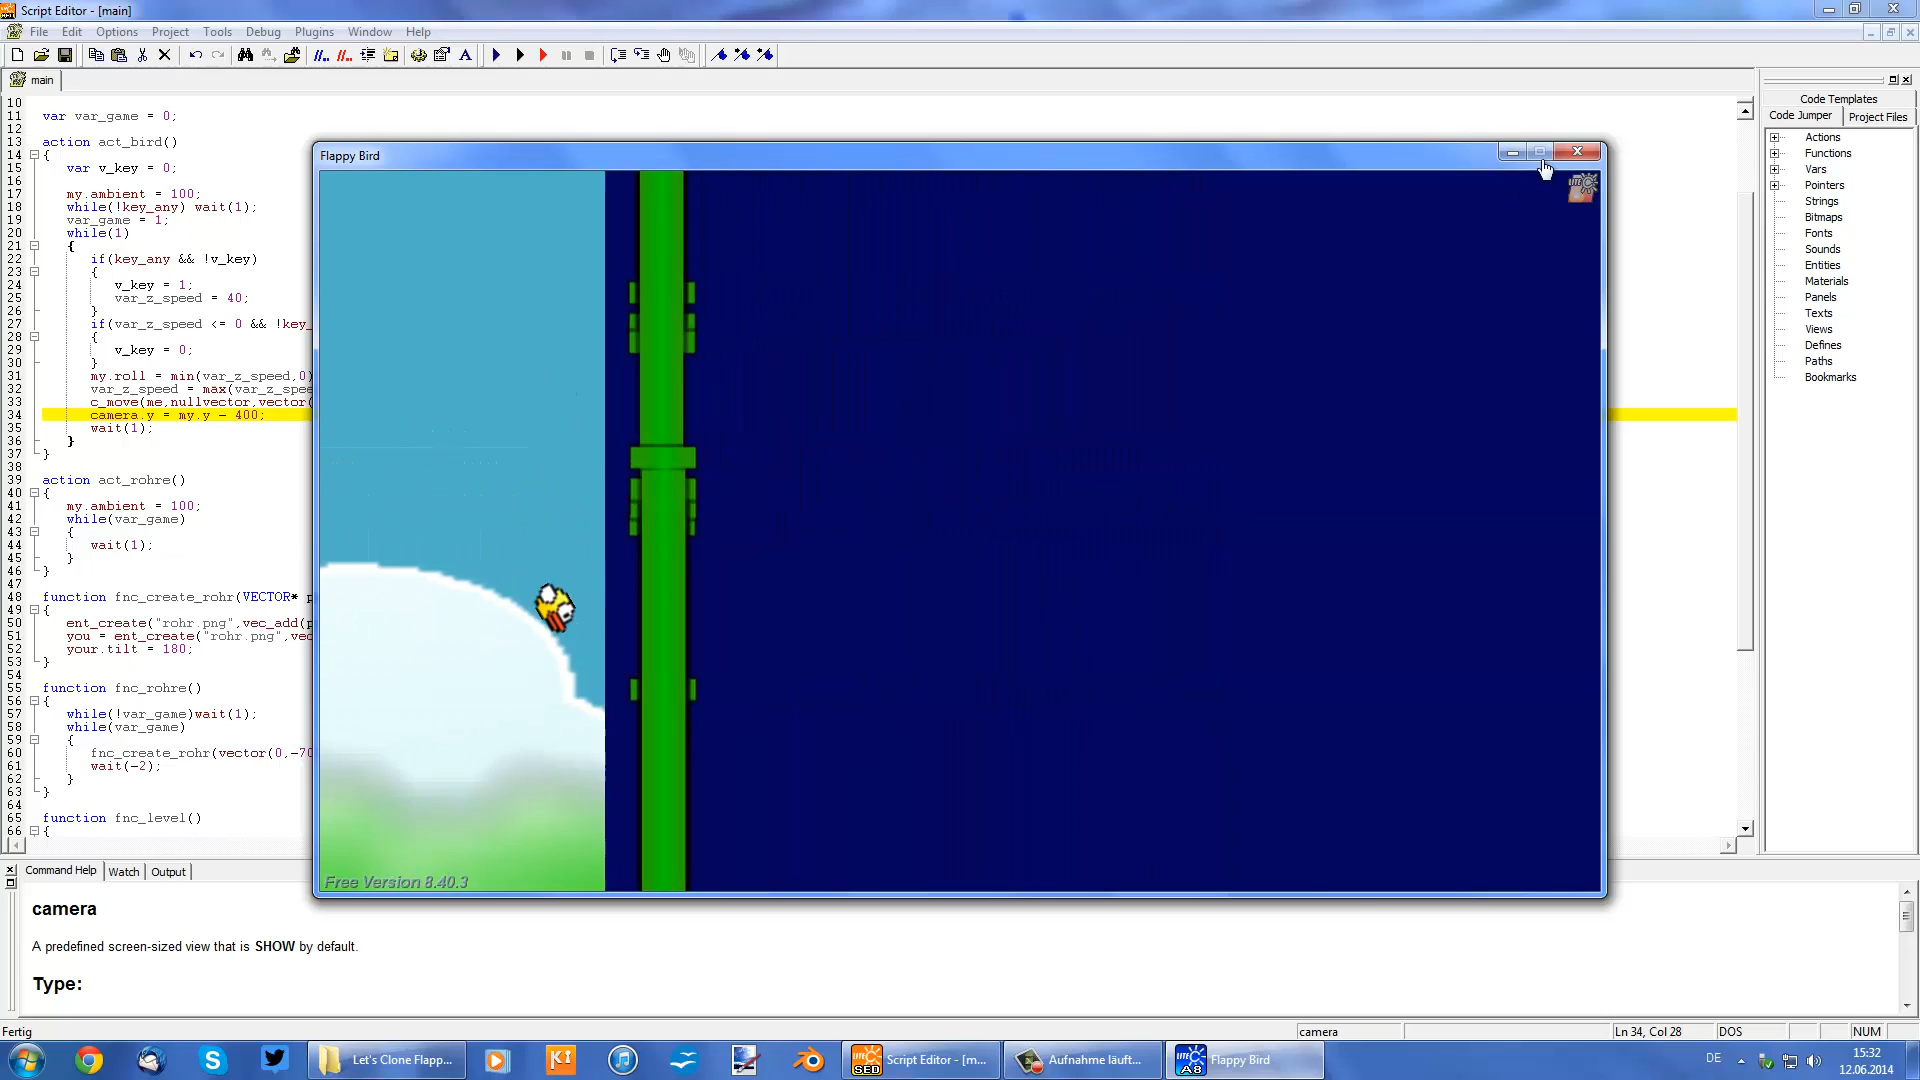 Script Editor - [main]
File Edit Options Project Tools Debug Plugins Window Help
main
10
11 var var_game = 0;
12
13 action act_bird()
14 {
15 var v_key = 0;
16
17 my.ambient = 100;
18 while(!key_any) wait(1);
19 var_game = 1;
20 while(1)
21 {
22 if(key_any && !v_key)
23 {
24 v_key = 1;
25 var_z_speed = 40;
26 }
27 if(var_z_speed <= 0 && !key_
28 {
29 v_key = 0;
30 }
31 my.roll = min(var_z_speed,0)
32 var_z_speed = max(var_z_spee
33 c_move(me,nullvector,vector(
34 camera.y = my.y - 400;
35 wait(1);
36 }
37 }
38
39 action act_rohre()
40 {
41 my.ambient = 100;
42 while(var_game)
43 {
44 wait(1);
45 }
46 }
47
48 function fnc_create_rohr(VECTOR* p
49 {
50 ent_create("rohr.png",vec_add(p
51 you = ent_create("rohr.png",vec
52 your.tilt = 180;
53 }
54
55 function fnc_rohre()
56 {
57 while(!var_game)wait(1);
58 while(var_game)
59 {
60 fnc_create_rohr(vector(0,-70
61 wait(-2);
62 }
63 }
64
65 function fnc_level()
66 {
Flappy Bird
LITE
Free Version 8.40.3
Code Templates
Code Jumper Project Files
Actions
Functions
Vars
Pointers
Strings
Bitmaps
Fonts
Sounds
Entities
Materials
Panels
Texts
Views
Defines
Paths
Bookmarks
Command Help Watch Output
camera
A predefined screen-sized view that is SHOW by default.
Type:
Fertig camera Ln 34, Col 28 DOS NUM
Let's Clone Flapp... Script Editor - [m... Aufnahme läuft... Flappy Bird
DE 15:32
12.06.2014